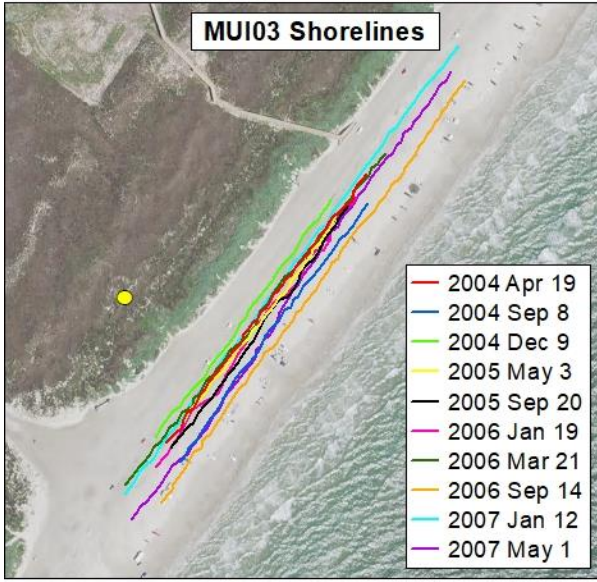 MUI03 Shorelines
2004 Apr 19
2004 Sep 8
2004 Dec 9
2005 May 3
2005 Sep 20
2006 Jan 19
2006 Mar 21
2006 Sep 14
2007 Jan 12
2007 May 1